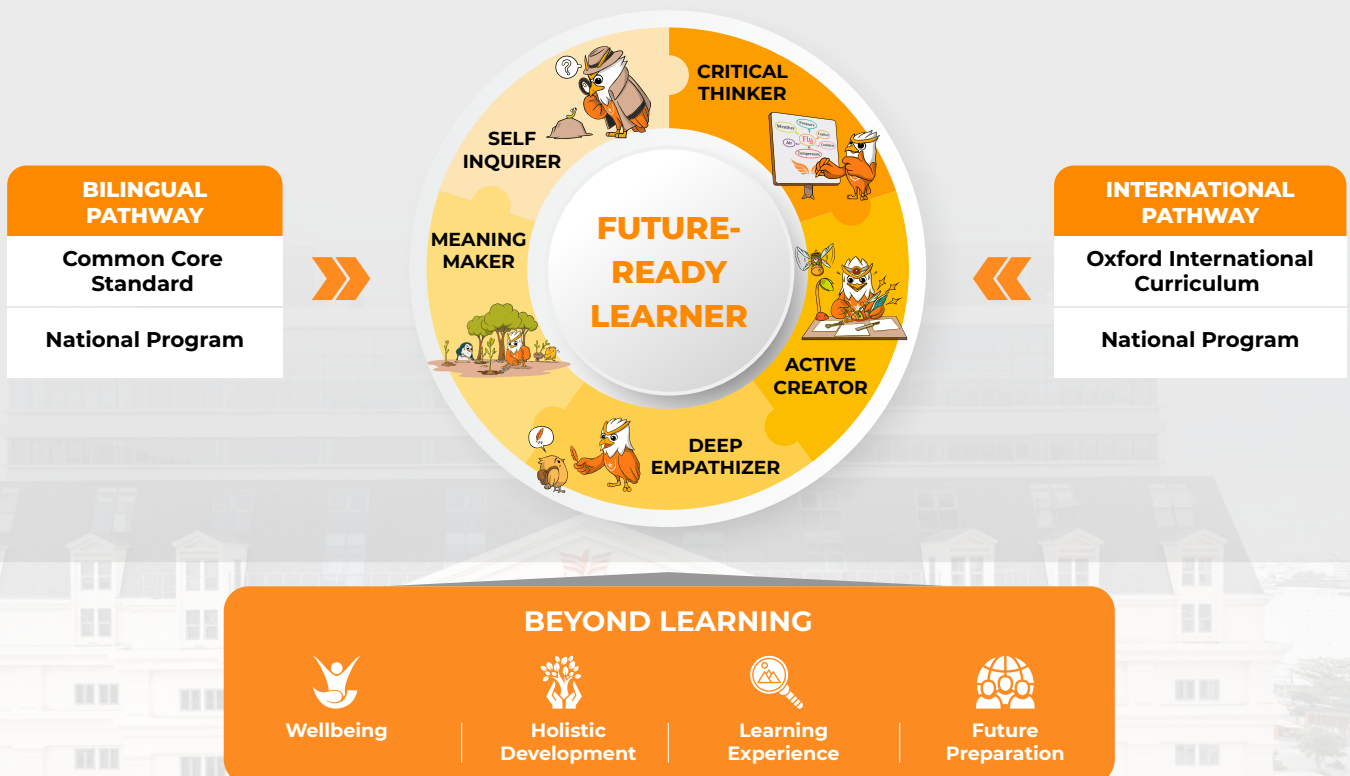 BILINGUAL
PATHWAY
Common Core
Standard
National Program
SELF
INQUIRER
?
CRITICAL
THINKER
Fly
MEANING
MAKER
FUTURE-
READY
LEARNER
ACTIVE
CREATOR
DEEP
EMPATHIZER
INTERNATIONAL
PATHWAY
Oxford International
Curriculum
National Program
BEYOND LEARNING
Wellbeing
Holistic
Development
Learning
Experience
Future
Preparation